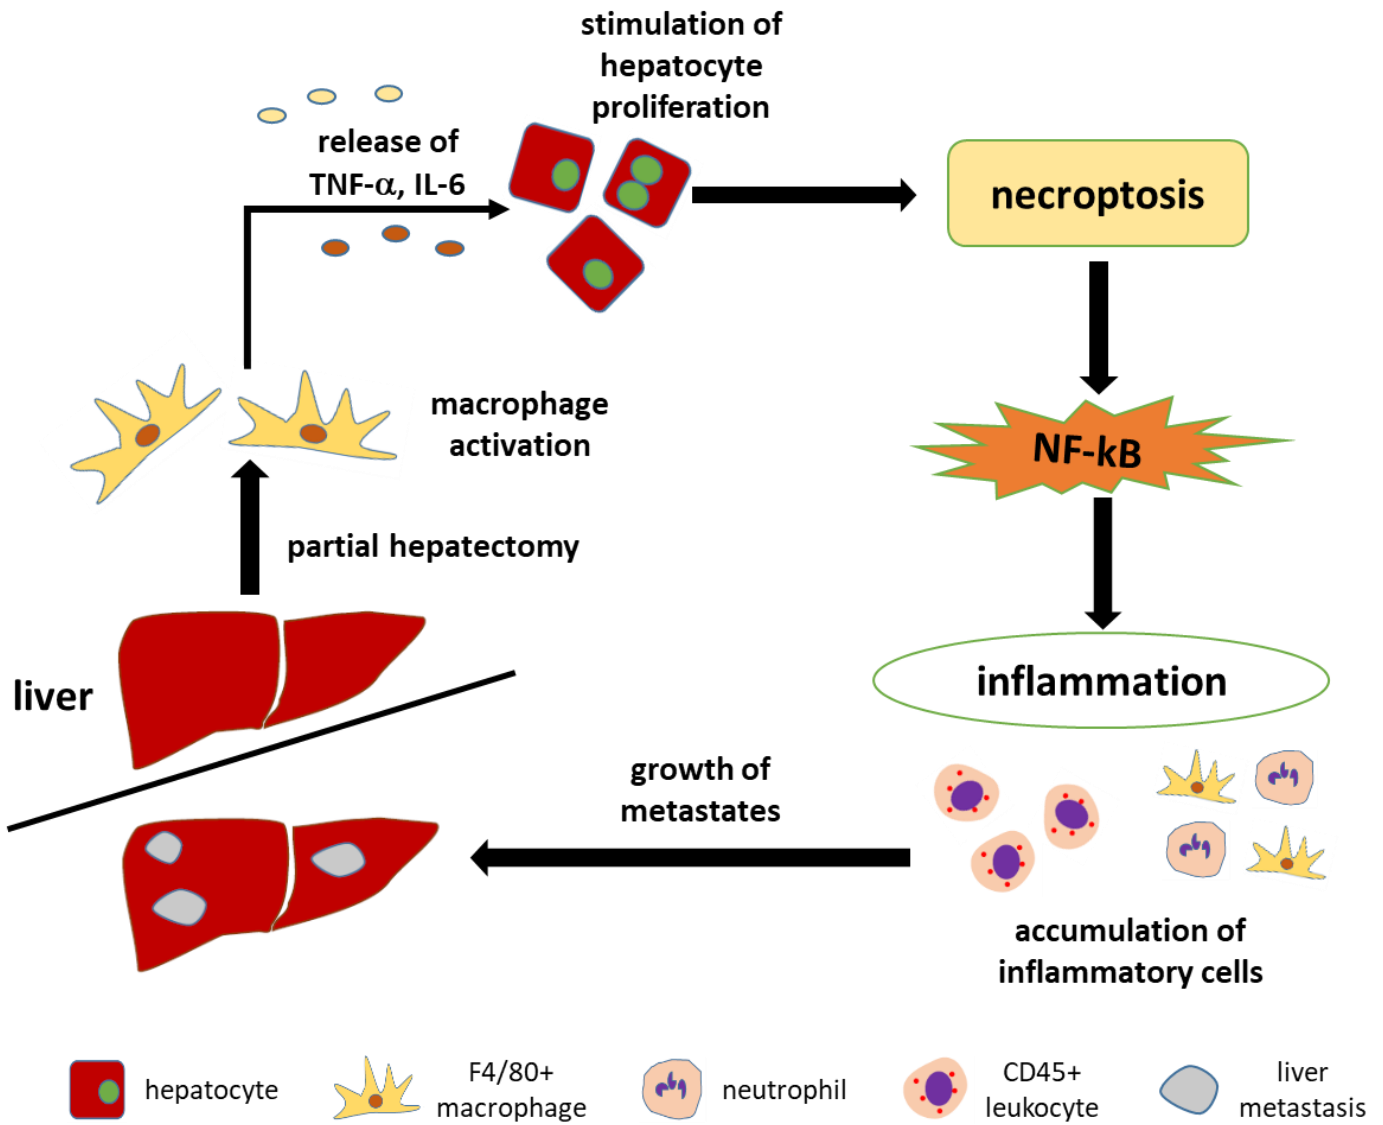 stimulation of
hepatocyte
proliferation
release of
TNF-α, IL-6
necroptosis
macrophage
activation
NF-kB
partial hepatectomy
liver
inflammation
growth of
metastates
accumulation of
inflammatory cells
hepatocyte
F4/80+
macrophage
neutrophil
CD45+
leukocyte
liver
metastasis